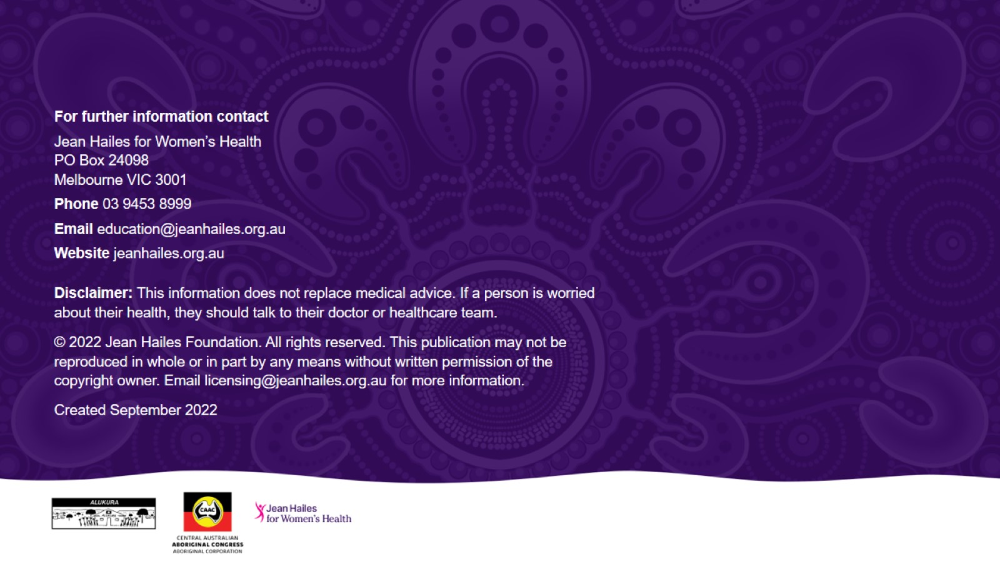 For further information contact
Jean Hailes for Women’s Health
PO Box 24098
Melbourne VIC 3001
Phone 03 9453 8999
Email education@jeanhailes.org.au
Website jeanhailes.org.au
Disclaimer: This information does not replace medical advice. If a person is worried
about their health, they should talk to their doctor or healthcare team.
© 2022 Jean Hailes Foundation. All rights reserved. This publication may not be
reproduced in whole or in part by any means without written permission of the
copyright owner. Email licensing@jeanhailes.org.au for more information.
Created September 2022
ALUKURA
CAAC
CENTRAL AUSTRALIAN
ABORIGINAL CONGRESS
ABORIGINAL CORPORATION
Jean Hailes
for Women’s Health